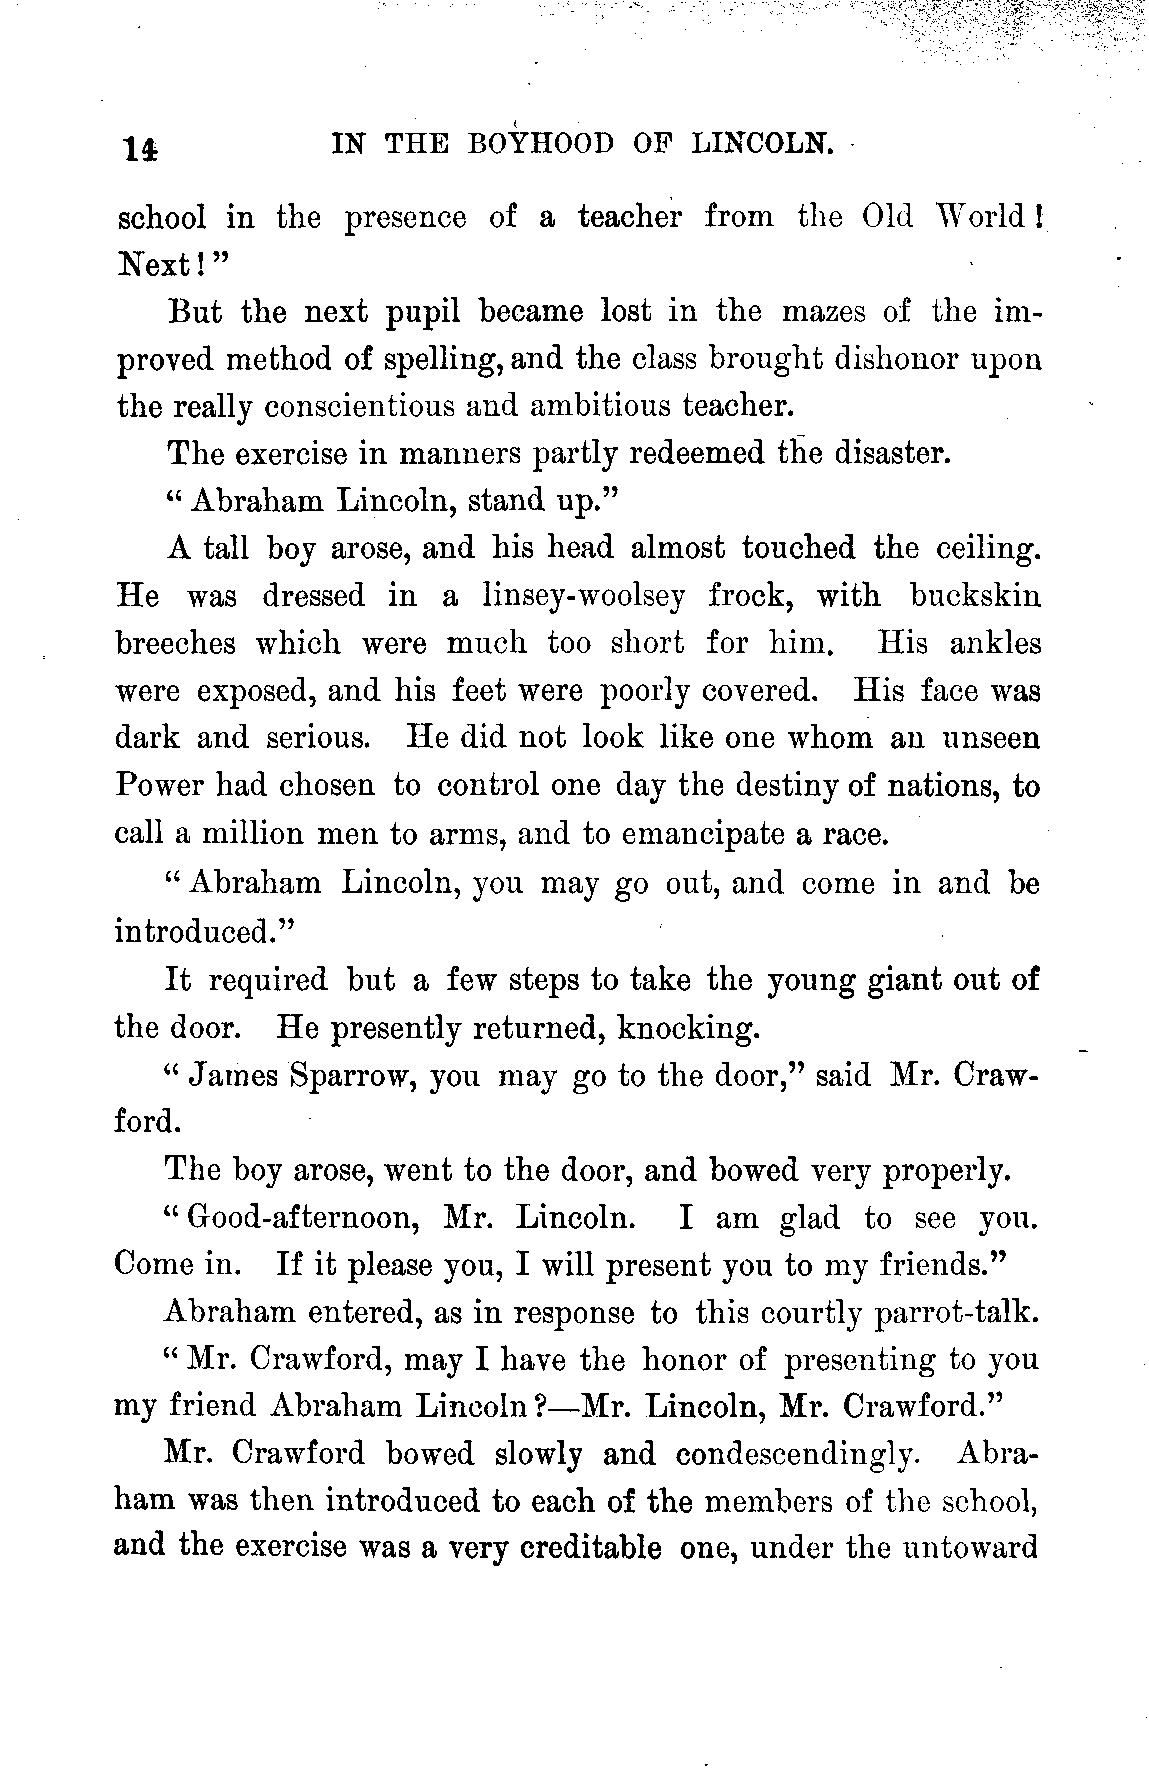 14 IN THE BOYHOOD OF LINCOLN.
school in the presence of a teacher from the Old World!
Next!"
But the next pupil became lost in the mazes of the im-
proved method of spelling, and the class brought dishonor upon
the really conscientious and ambitious teacher.
The exercise in manners partly redeemed the disaster.
"Abraham Lincoln, stand up."
A tall boy arose, and his head almost touched the ceiling.
He was dressed in a linsey-woolsey frock, with buckskin
breeches which were much too short for him. His ankles
were exposed, and his feet were poorly covered. His face was
dark and serious. He did not look like one whom an unseen
Power had chosen to control one day the destiny of nations, to
call a million men to arms, and to emancipate a race.
"Abraham Lincoln, you may go out, and come in and be
introduced."
It required but a few steps to take the young giant out of
the door. He presently returned, knocking.
"James Sparrow, you may go to the door," said Mr. Craw-
ford.
The boy arose, went to the door, and bowed very properly.
"Good-afternoon, Mr. Lincoln. I am glad to see you.
Come in. If it please you, I will present you to my friends."
Abraham entered, as in response to this courtly parrot-talk.
"Mr. Crawford, may I have the honor of presenting to you
my friend Abraham Lincoln?—Mr. Lincoln, Mr. Crawford."
Mr. Crawford bowed slowly and condescendingly. Abra-
ham was then introduced to each of the members of the school,
and the exercise was a very creditable one, under the untoward